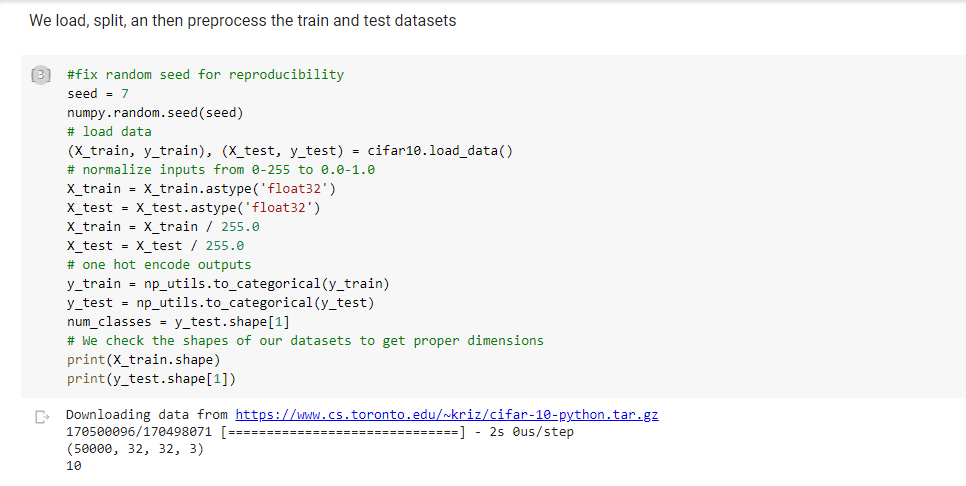 We load, split, an then preprocess the train and test datasets
[3]
#fix random seed for reproducibility
seed = 7
numpy.random.seed(seed)
# load data
(X_train, y_train), (X_test, y_test) = cifar10.load_data()
# normalize inputs from 0-255 to 0.0-1.0
X_train = X_train.astype('float32')
X_test = X_test.astype('float32')
X_train = X_train / 255.0
X_test = X_test / 255.0
# one hot encode outputs
y_train = np_utils.to_categorical(y_train)
y_test = np_utils.to_categorical(y_test)
num_classes = y_test.shape[1]
# We check the shapes of our datasets to get proper dimensions
print(X_train.shape)
print(y_test.shape[1])
Downloading data from https://www.cs.toronto.edu/~kriz/cifar-10-python.tar.gz
170500096/170498071 [==============================] - 2s 0us/step
(50000, 32, 32, 3)
10